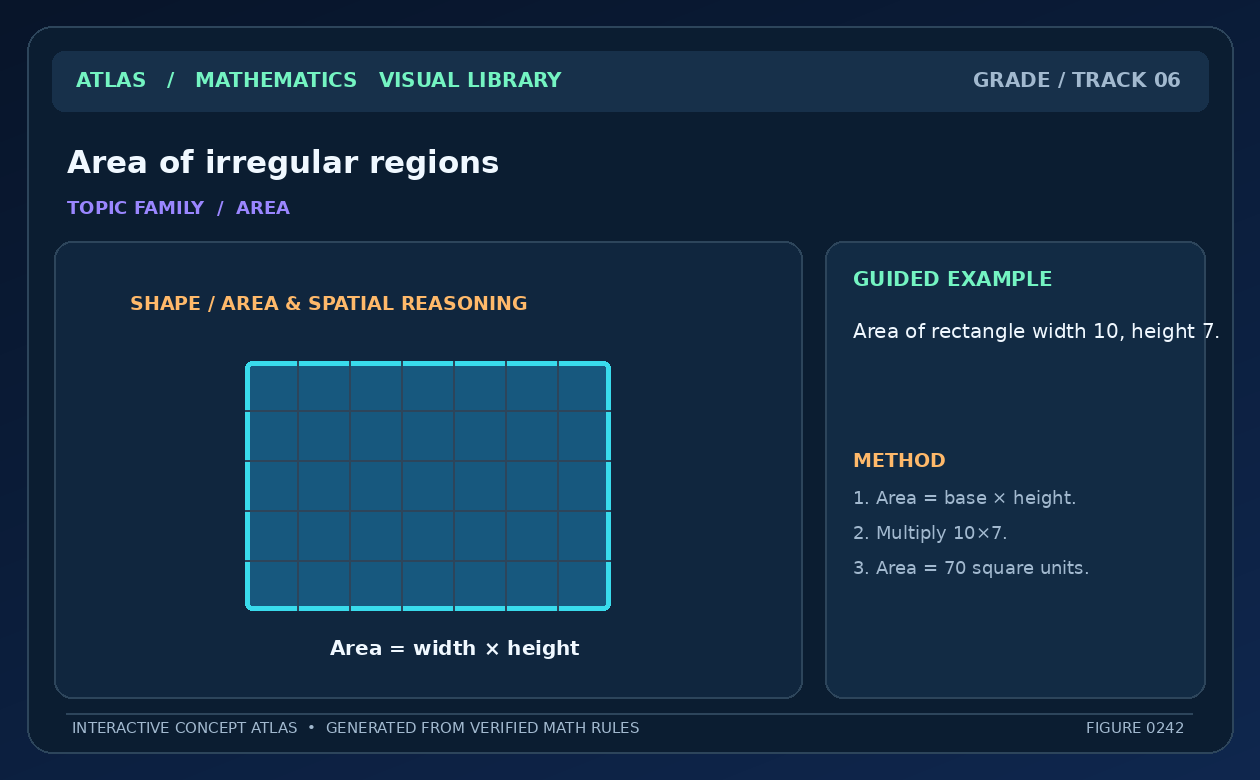 ATLAS / MATHEMATICS VISUAL LIBRARY
GRADE / TRACK 06
Area of irregular regions
TOPIC FAMILY / AREA
SHAPE / AREA & SPATIAL REASONING
Area = width × height
GUIDED EXAMPLE
Area of rectangle width 10, height 7.
METHOD
1. Area = base × height.
2. Multiply 10×7.
3. Area = 70 square units.
INTERACTIVE CONCEPT ATLAS • GENERATED FROM VERIFIED MATH RULES
FIGURE 0242